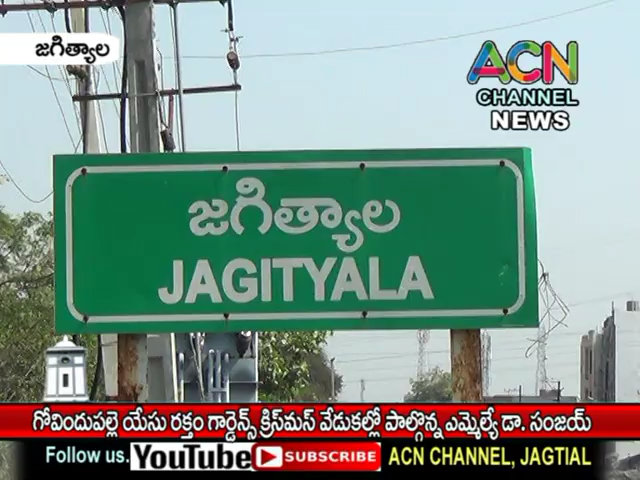 జగిత్యాల
ACN
CHANNEL
NEWS
జగిత్యాల
JAGITYALA
గోవిందుపల్లె యేసు రక్తం గార్డెన్స్ క్రిస్‌మస్ వేడుకల్లో పాల్గొన్న ఎమ్మెల్యే డా. సంజయ్
Follow us. YouTube SUBSCRIBE ACN CHANNEL, JAGTIAL